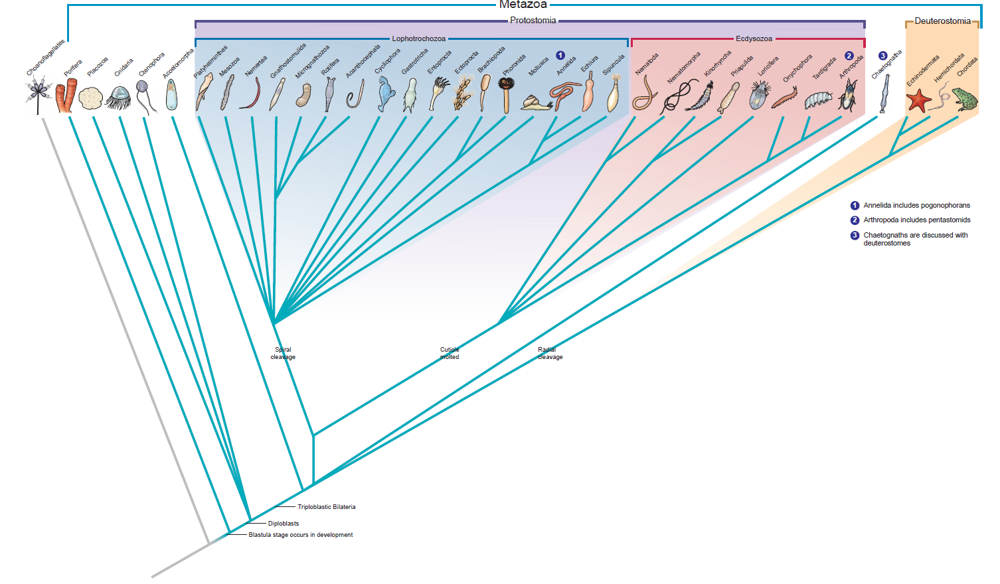 Metazoa
Protostomia
Deuterostomia
Lophotrochozoa
Ecdysozoa
Choanoflagellates
Porifera
Placozoa
Cnidaria
Ctenophora
Acoelomorpha
Platyhelminthes
Mesozoa
Nemertea
Gnathostomulida
Micrognathozoa
Rotifera
Acanthocephala
Cycliophora
Gastrotricha
Entoprocta
Ectoprocta
Brachiopoda
Phoronida
Mollusca
1
Annelida
Echiura
Sipuncula
Nematoda
Nematomorpha
Kinorhyncha
Priapulida
Loricifera
Onychophora
Tardigrada
2
Arthropoda
3
Chaetognatha
Echinodermata
Hemichordata
Chordata
1 Annelida includes pogonophorans
2 Arthropoda includes pentastomids
3 Chaetognaths are discussed with
deuterostomes
Spiral
cleavage
Cuticle
molted
Radial
cleavage
Triploblastic Bilateria
Diploblasts
Blastula stage occurs in development